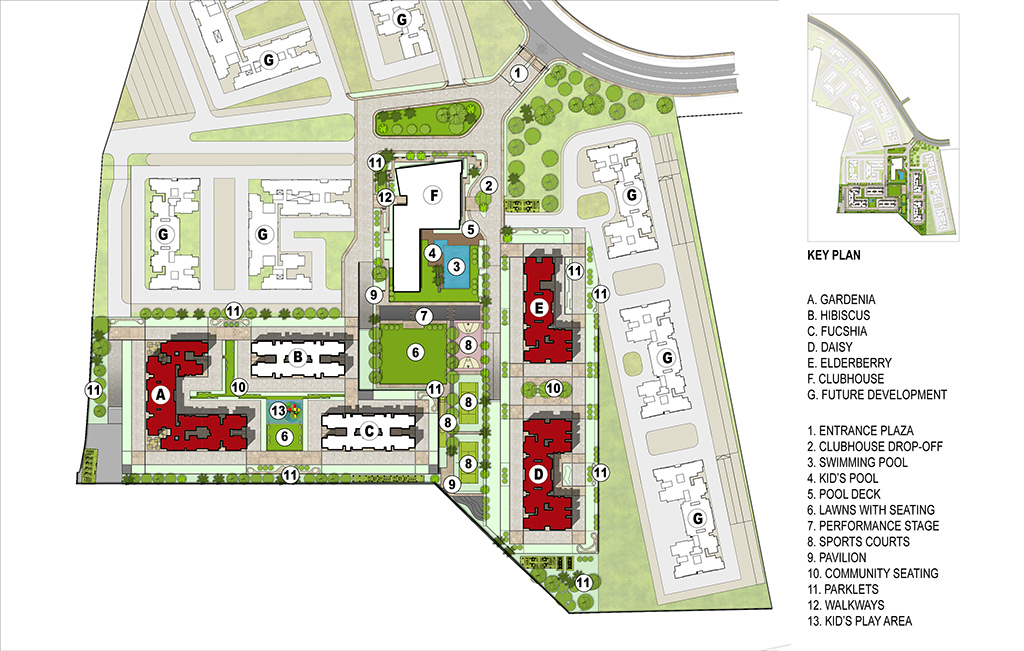 G
G
1
11
12
F
2
G
G
G
5
4
3
11
9
11
E
11
7
B
6
8
G
A
10
11
11
13
10
8
C
8
6
8
D
11
11
9
G
11
KEY PLAN
A. GARDENIA
B. HIBISCUS
C. FUCSHIA
D. DAISY
E. ELDERBERRY
F. CLUBHOUSE
G. FUTURE DEVELOPMENT
1. ENTRANCE PLAZA
2. CLUBHOUSE DROP-OFF
3. SWIMMING POOL
4. KID'S POOL
5. POOL DECK
6. LAWNS WITH SEATING
7. PERFORMANCE STAGE
8. SPORTS COURTS
9. PAVILION
10. COMMUNITY SEATING
11. PARKLETS
12. WALKWAYS
13. KID'S PLAY AREA